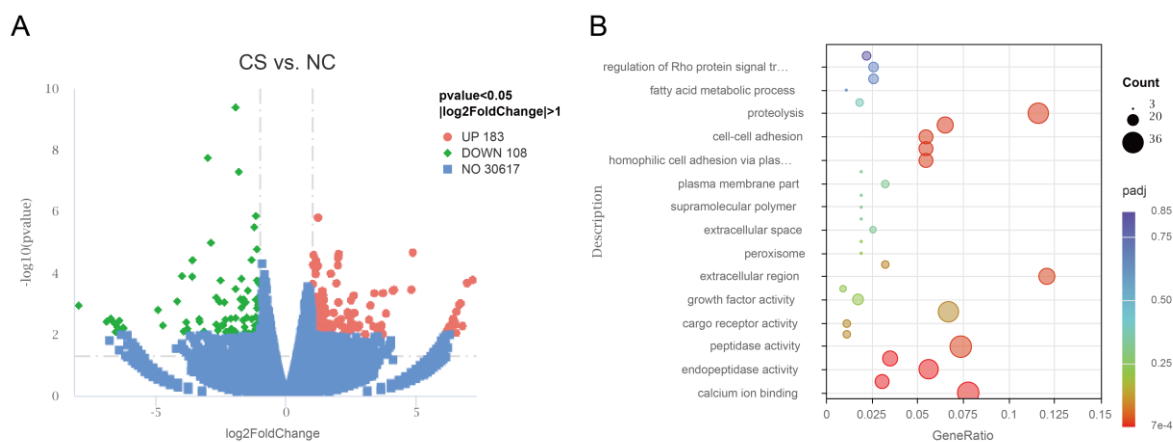 A
CS vs. NC
pvalue<0.05
|log2FoldChange|>1
UP 183
DOWN 108
NO 30617
-log10(pvalue)
10
8
6
4
2
0
-5
0
5
log2FoldChange
B
Description
regulation of Rho protein signal tr…
fatty acid metabolic process
proteolysis
cell-cell adhesion
homophilic cell adhesion via plas…
plasma membrane part
supramolecular polymer
extracellular space
peroxisome
extracellular region
growth factor activity
cargo receptor activity
peptidase activity
endopeptidase activity
calcium ion binding
0
0.025
0.05
0.075
0.1
0.125
0.15
GeneRatio
Count
3
20
36
padj
0.85
0.75
0.50
0.25
7e-4